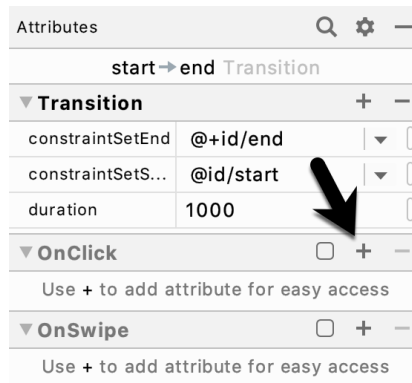 Attributes
start end Transition
Transition
constraintSetEnd @+id/end
constraintSetS... @id/start
duration 1000
OnClick
Use + to add attribute for easy access
OnSwipe
Use + to add attribute for easy access